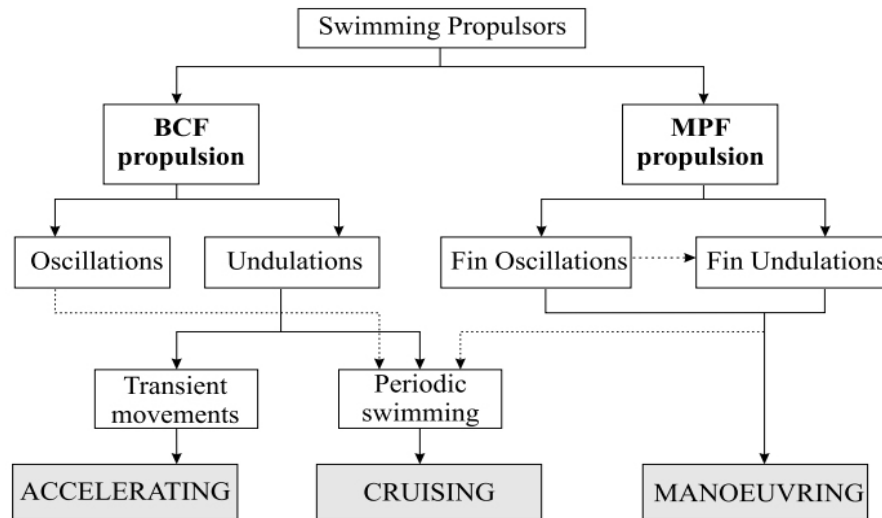 Swimming Propulsors
BCF
propulsion
MPF
propulsion
Oscillations
Undulations
Fin Oscillations
Fin Undulations
Transient
movements
Periodic
swimming
ACCELERATING
CRUISING
MANOEUVRING